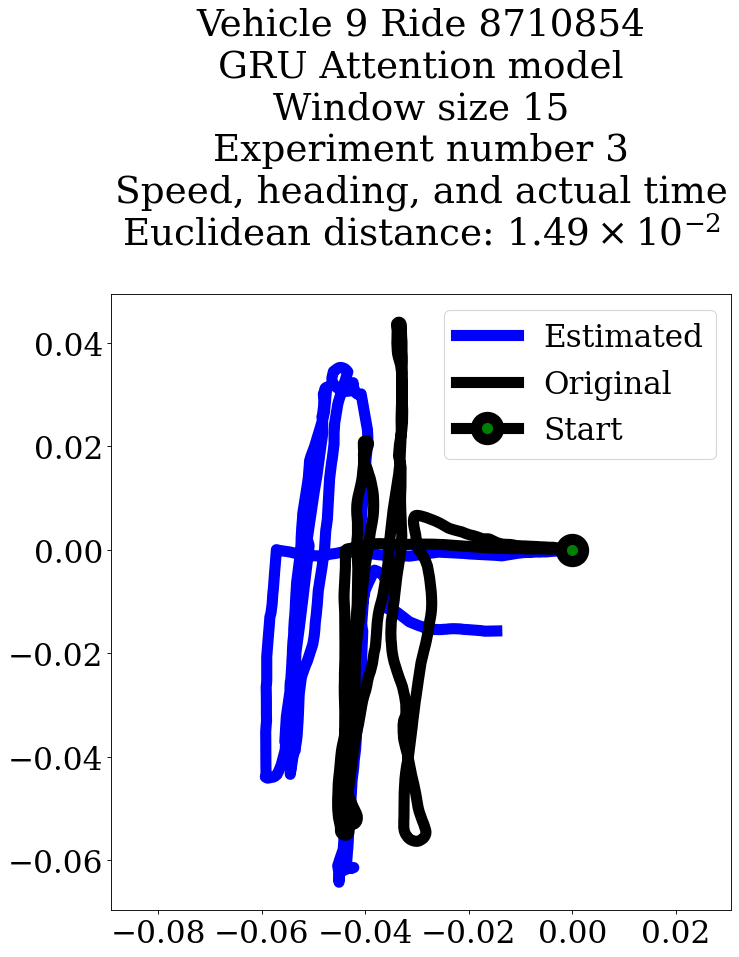 Vehicle 9 Ride 8710854
GRU Attention model
Window size 15
Experiment number 3
Speed, heading, and actual time
Euclidean distance: 1.49 × 10⁻²
Estimated
Original
Start
0.04
0.02
0.00
−0.02
−0.04
−0.06
−0.08 −0.06 −0.04 −0.02 0.00 0.02